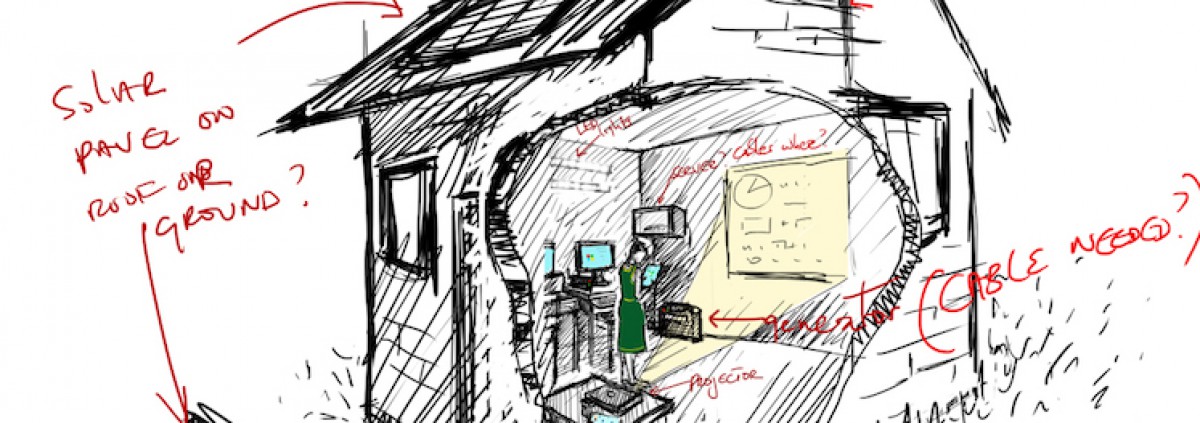 SOLAR
PANEL ON
ROOF OR
GROUND?
LED
lights
SERVER? Cables where?
generator (CABLE NEEDED?)
PROJECTOR